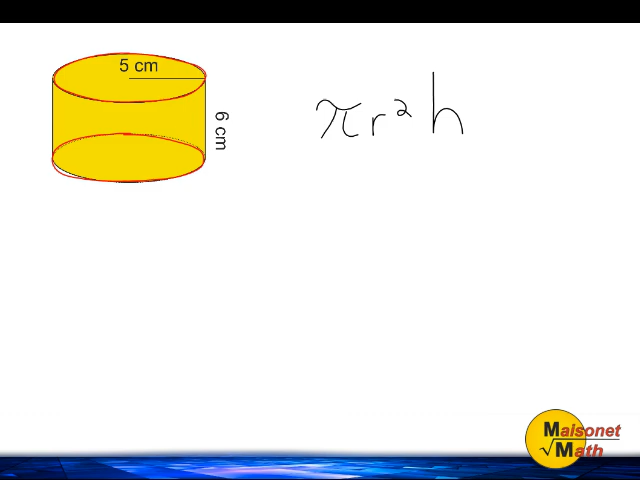 5 cm
6 cm
πr²h
Maisonet
√Math